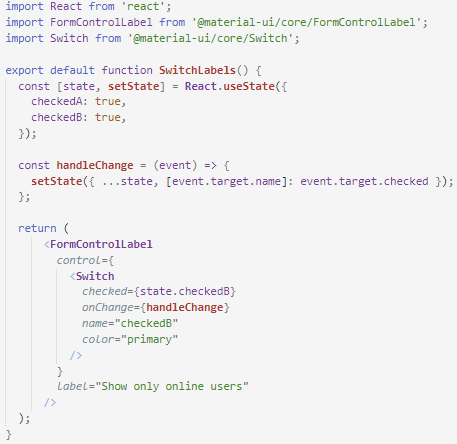 import React from 'react';
import FormControlLabel from '@material-ui/core/FormControlLabel';
import Switch from '@material-ui/core/Switch';

export default function SwitchLabels() {
  const [state, setState] = React.useState({
    checkedA: true,
    checkedB: true,
  });

  const handleChange = (event) => {
    setState({ ...state, [event.target.name]: event.target.checked });
  };

  return (
      <FormControlLabel
        control={
          <Switch
            checked={state.checkedB}
            onChange={handleChange}
            name="checkedB"
            color="primary"
          />
        }
        label="Show only online users"
      />
  );
}